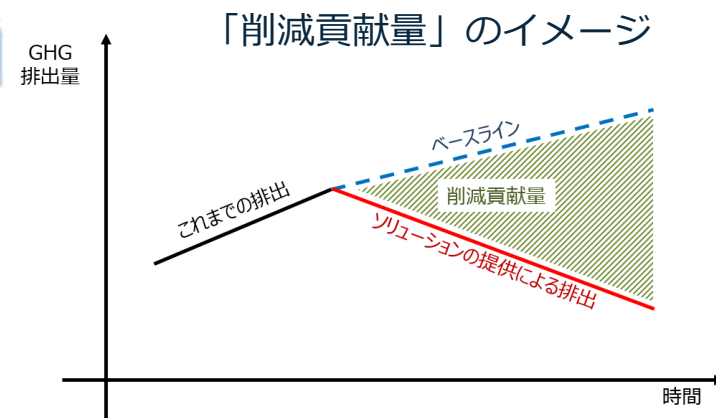 「削減貢献量」のイメージ
GHG
排出量
ベースライン
これまでの排出
削減貢献量
ソリューションの提供による排出
時間